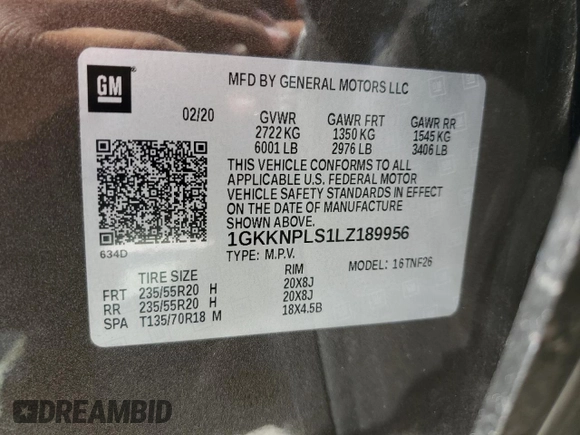 GM
MFD BY GENERAL MOTORS LLC
02/20 GVWR GAWR FRT GAWR RR
2722 KG 1350 KG 1545 KG
6001 LB 2976 LB 3406 LB
THIS VEHICLE CONFORMS TO ALL
APPLICABLE U.S. FEDERAL MOTOR
VEHICLE SAFETY STANDARDS IN EFFECT
ON THE DATE OF MANUFACTURE
SHOWN ABOVE.
1GKKNPLS1LZ189956
634D
TYPE: M.P.V. MODEL: 16TNF26
TIRE SIZE RIM
FRT 235/55R20 H 20X8J
RR 235/55R20 H 20X8J
SPA T135/70R18 M 18X4.5B
DREAMBID